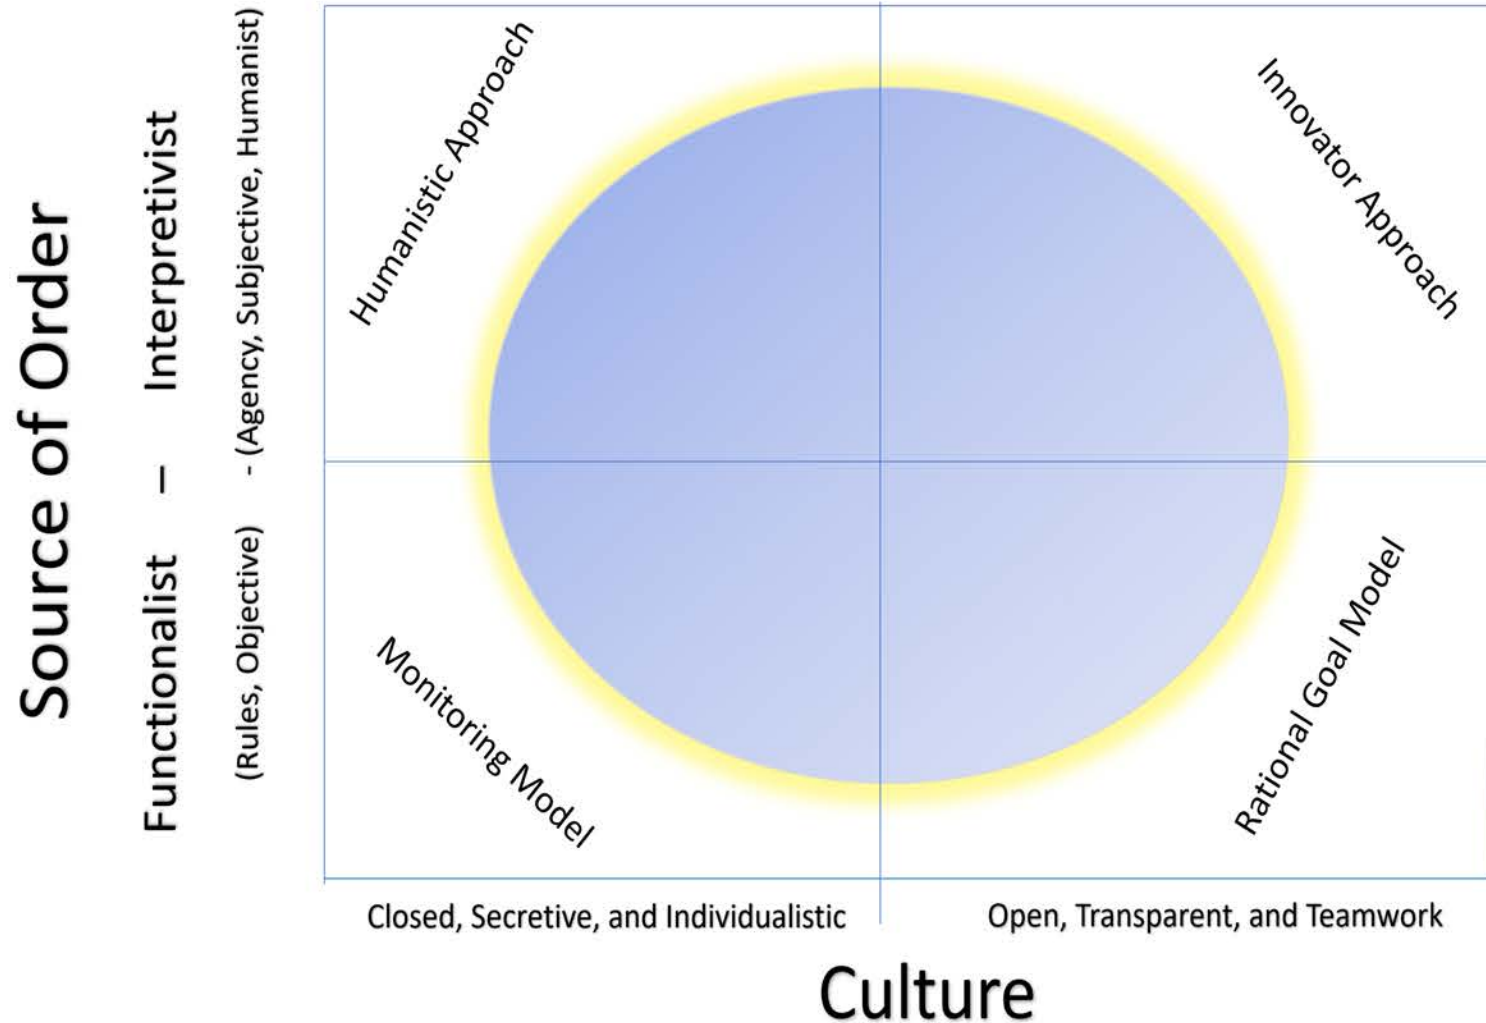 Source of Order
Functionalist – Interpretivist
(Rules, Objective) - (Agency, Subjective, Humanist)
Humanistic Approach
Innovator Approach
Monitoring Model
Rational Goal Model
Closed, Secretive, and Individualistic
Open, Transparent, and Teamwork
Culture